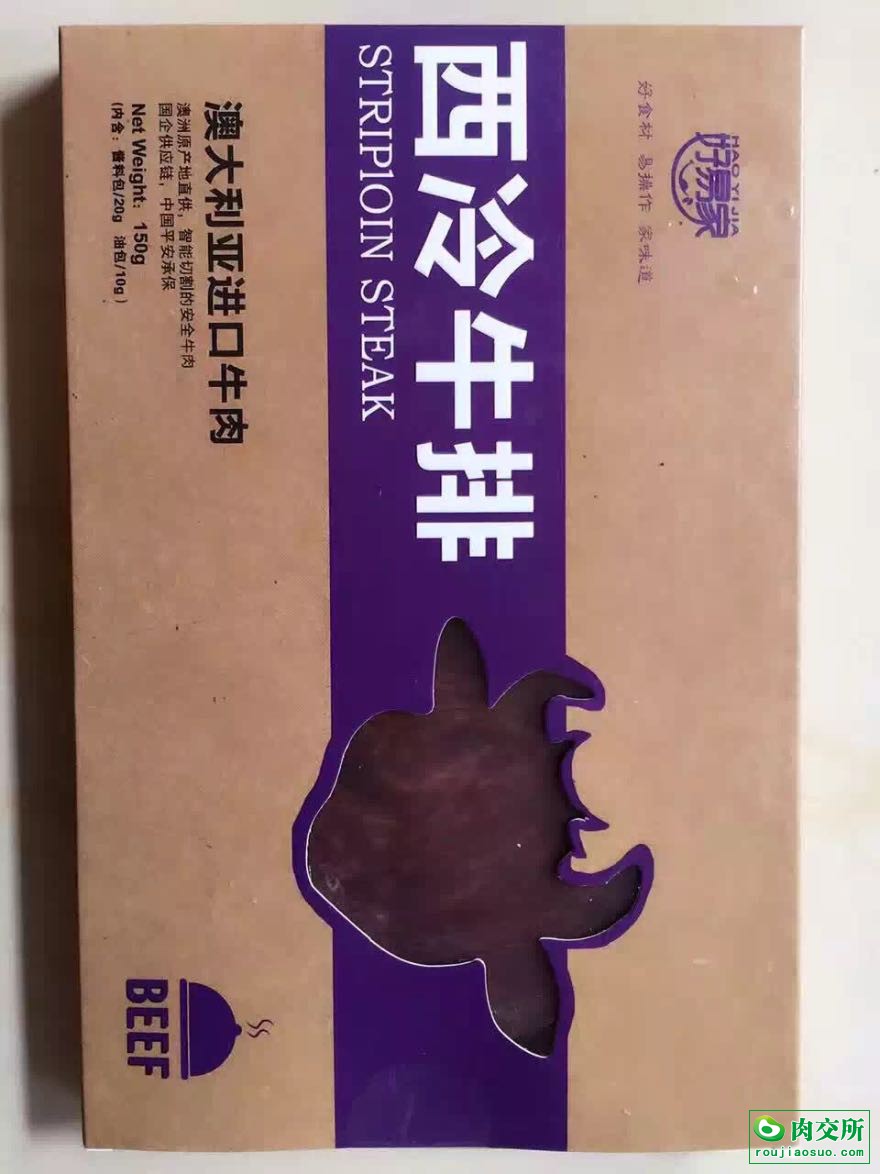 HAO YI JIA
好易家
好食材 易操作 家味道
西冷牛排
STRIPlOIN STEAK
澳大利亚进口牛肉
澳洲原产地直供，智能切割的安全牛肉
国企供应链，中国平安承保
Net Weight: 150g
(内含：酱料包/20g 油包/10g)
BEEF
肉交所
roujiaosuo.com